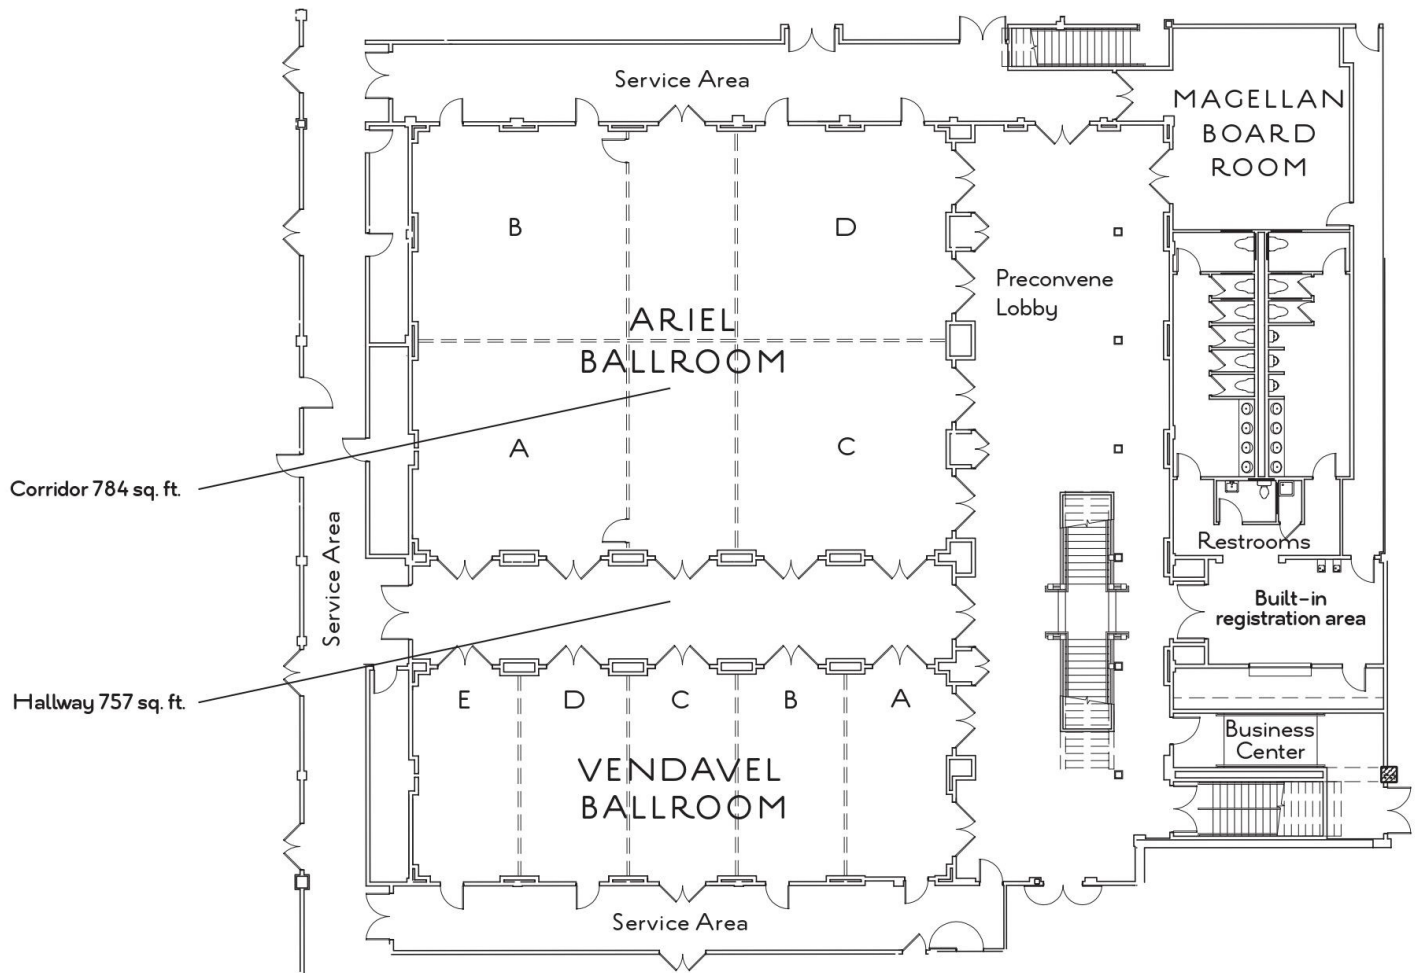 Service Area
MAGELLAN
BOARD
ROOM
B
D
Preconvene
Lobby
ARIEL
BALLROOM
A
C
Corridor 784 sq. ft.
Service Area
Restrooms
Built-in
registration area
Hallway 757 sq. ft.
E
D
C
B
A
Business
Center
VENDAVEL
BALLROOM
Service Area